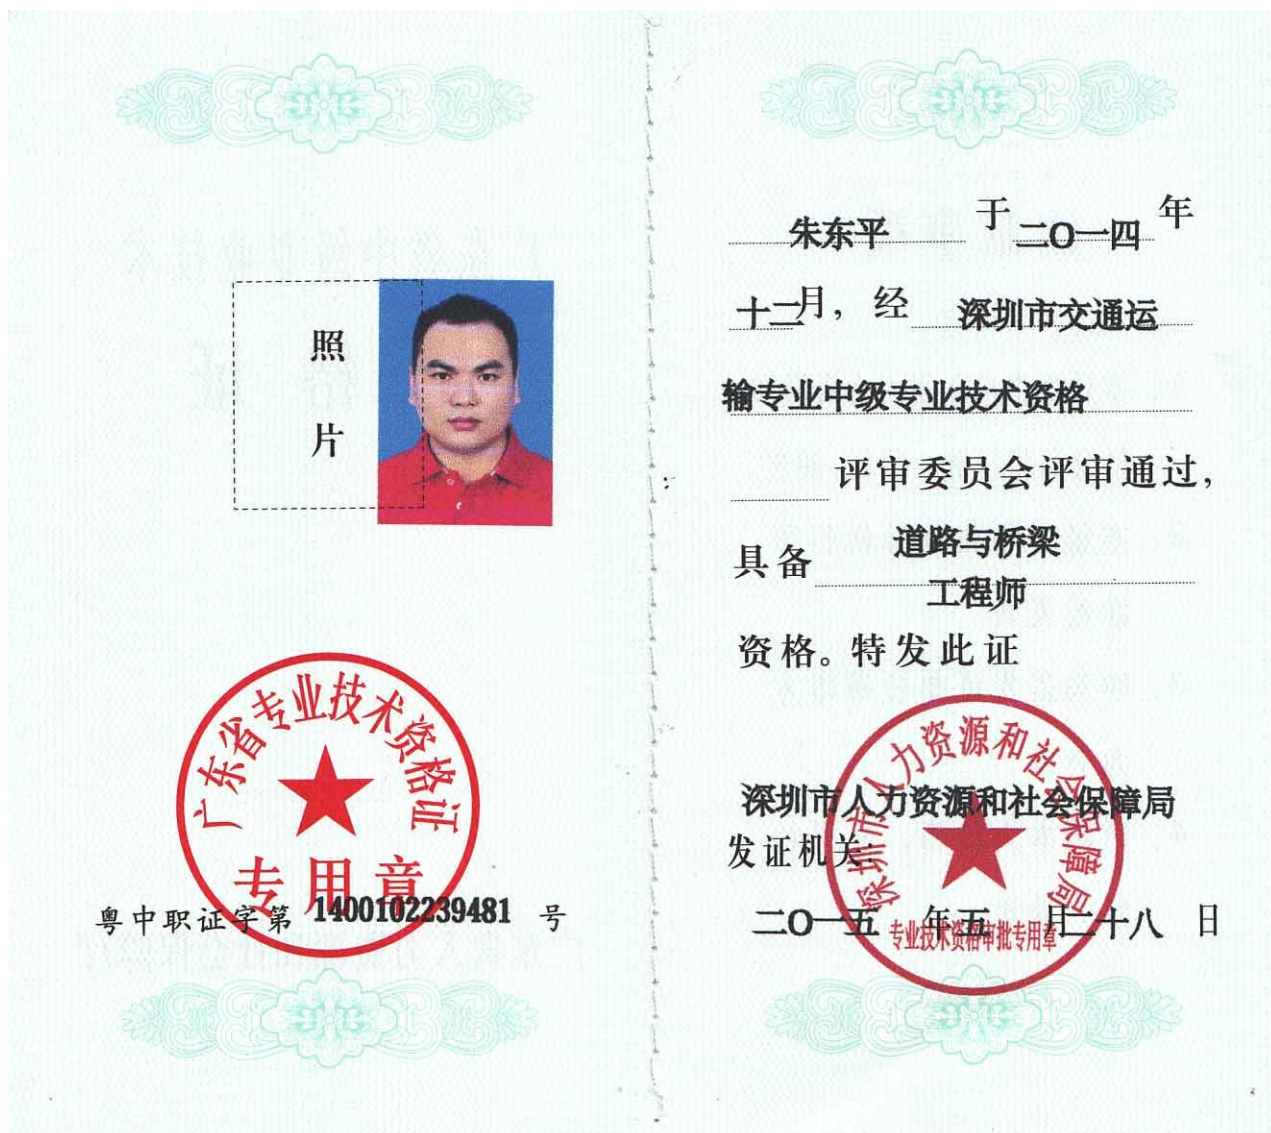 照
片
广东省专业技术资格证
专用章
粤中职证字第 1400102239481 号
朱东平 于 二〇一四 年
十二月，经 深圳市交通运
输专业中级专业技术资格
评审委员会评审通过，
具备 道路与桥梁
工程师
资格。特发此证
深圳市人力资源和社会保障局
深圳市人力资源和社会保障局
发证机关：
二〇一五 年 五 月二十八 日
专业技术资格审批专用章